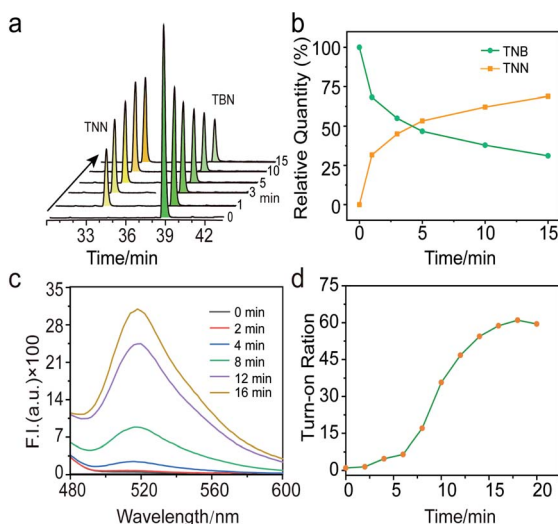 a
TNN
TBN
15
10
5
3 min
1
0
33 36 39 42
Time/min
b
Relative Quantity (%)
100
75
50
25
0
TNB
TNN
0 5 10 15
Time/min
c
F.I.(a.u.)×100
35
28
21
14
7
0
0 min
2 min
4 min
8 min
12 min
16 min
480 520 560 600
Wavelength/nm
d
Turn-on Ration
75
60
45
30
15
0
0 5 10 15 20
Time/min